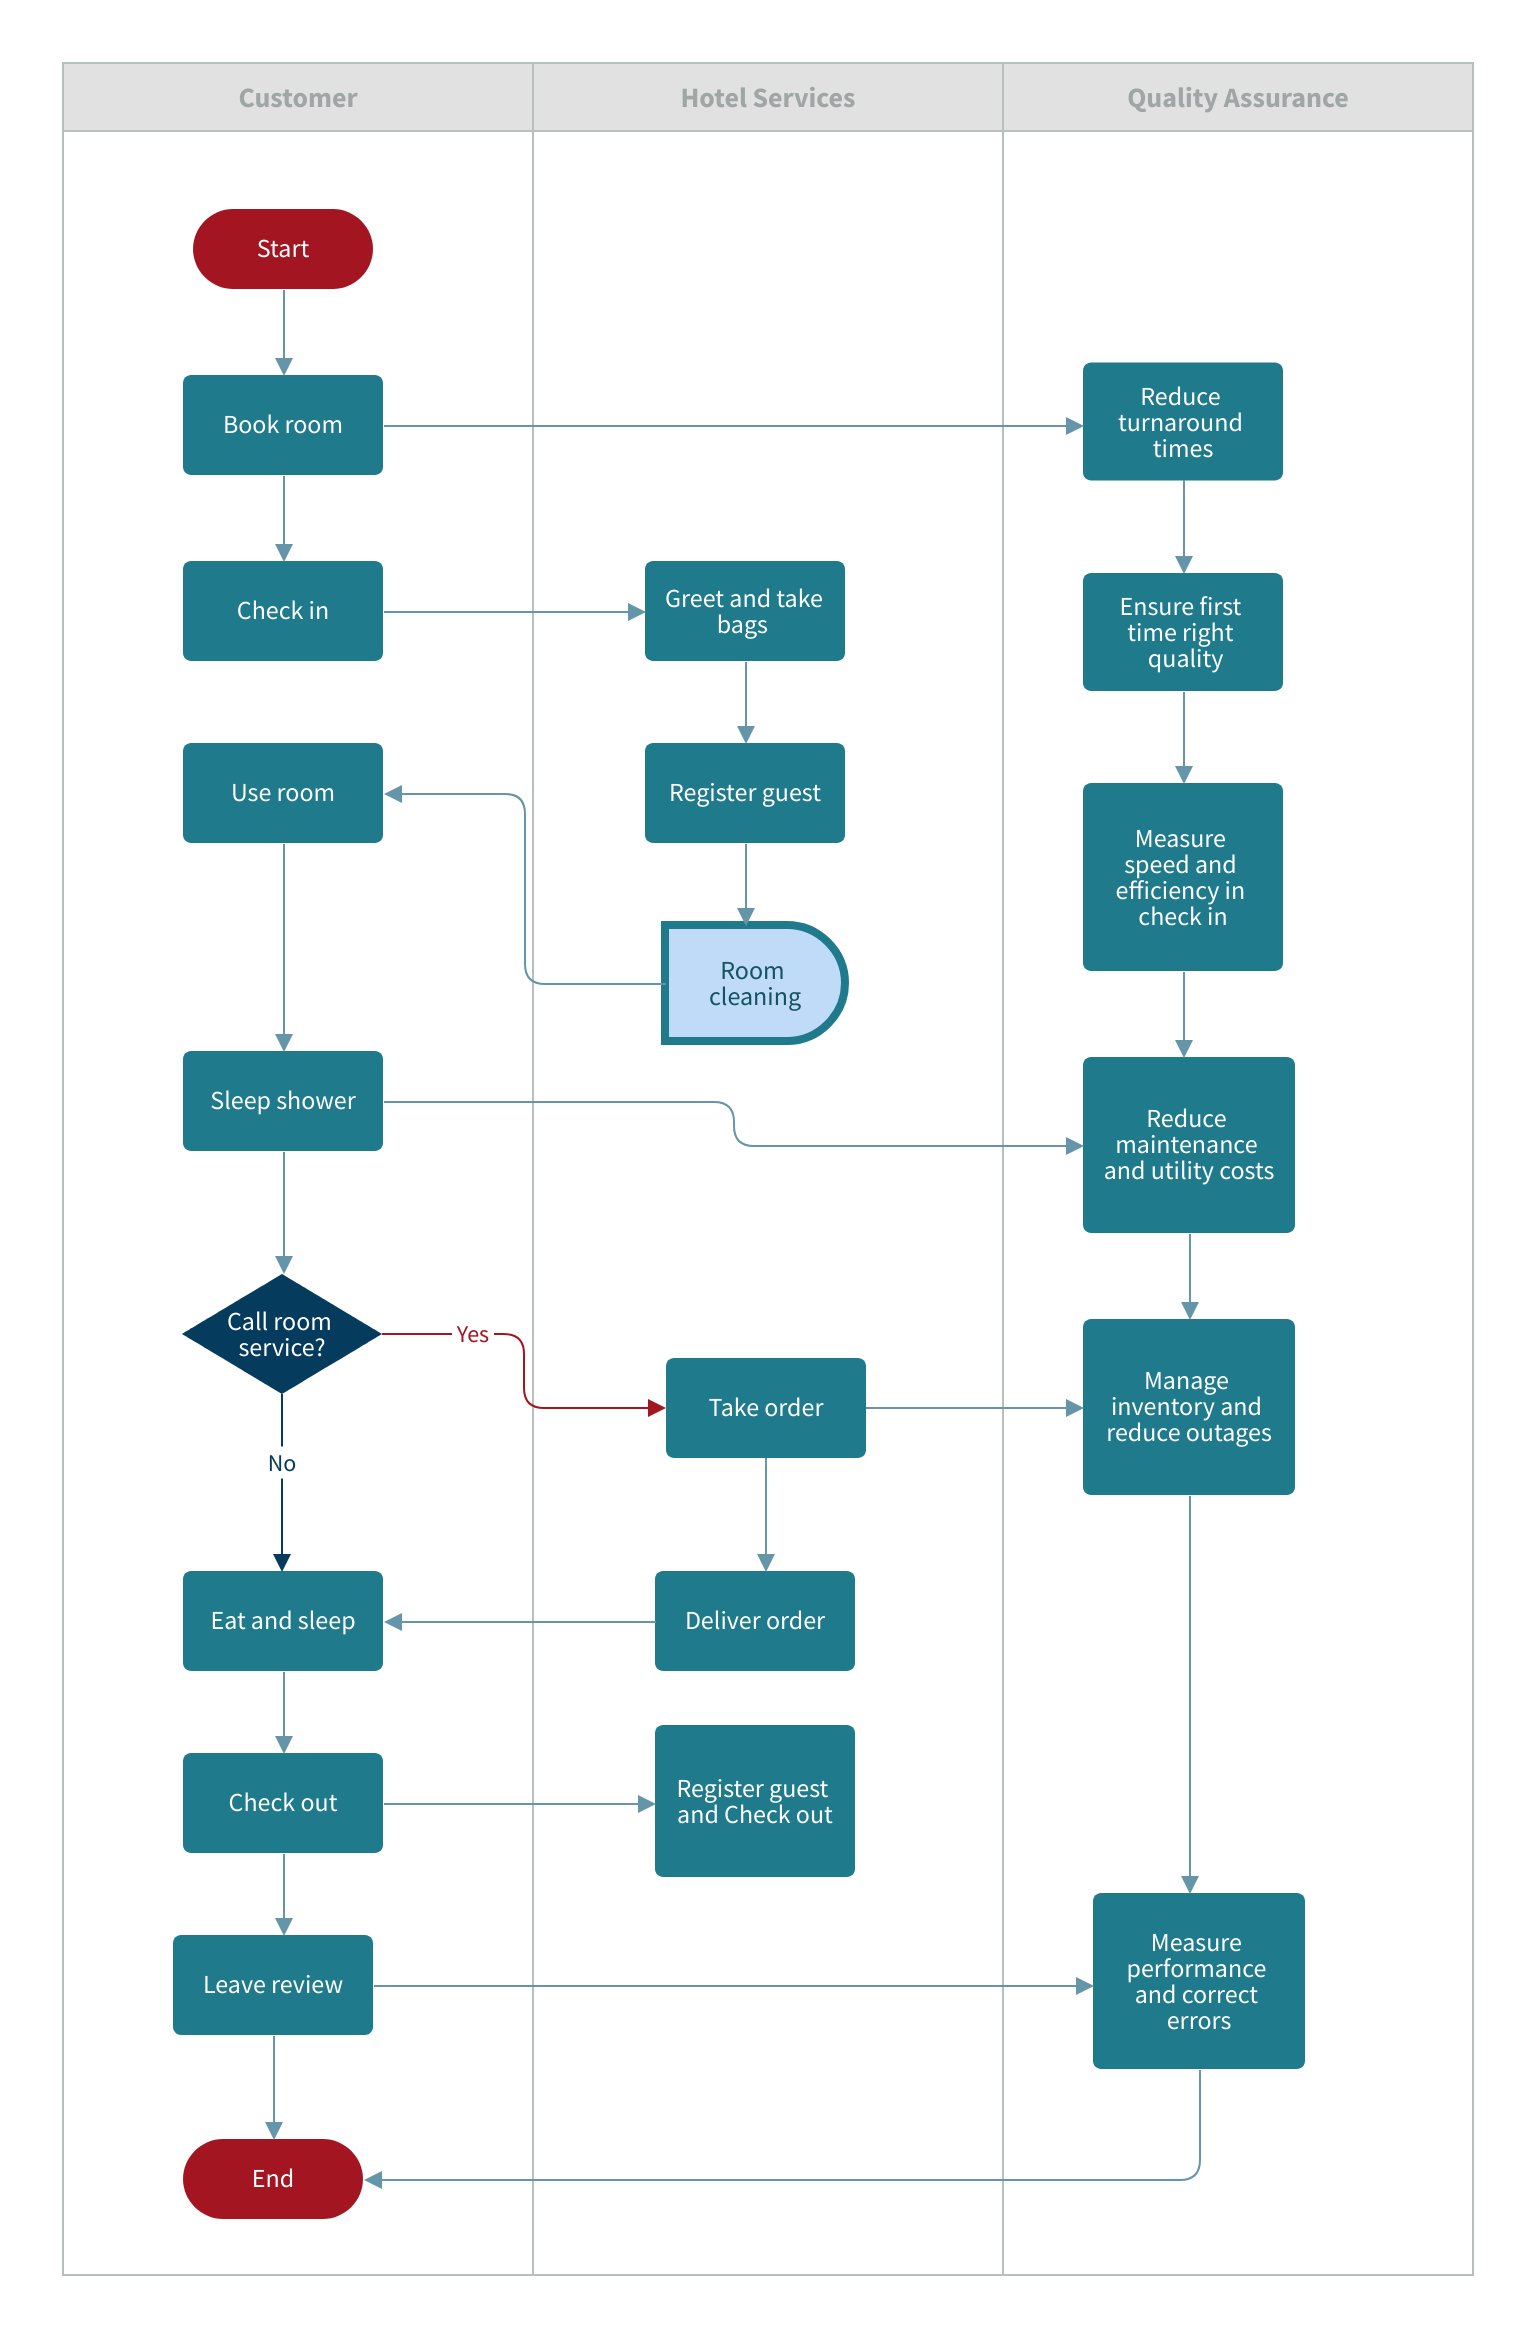 Customer
Hotel Services
Quality Assurance
Start
Book room
Reduce
turnaround
times
Check in
Greet and take
bags
Ensure first
time right
quality
Use room
Register guest
Measure
speed and
efficiency in
check in
Room
cleaning
Sleep shower
Reduce
maintenance
and utility costs
Call room
service?
Yes
Take order
Manage
inventory and
reduce outages
No
Eat and sleep
Deliver order
Check out
Register guest
and Check out
Leave review
Measure
performance
and correct
errors
End